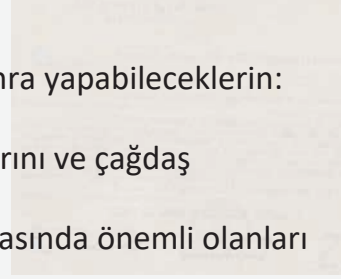 nra yapabileceklerin:
rını ve çağdaş
asında önemli olanları